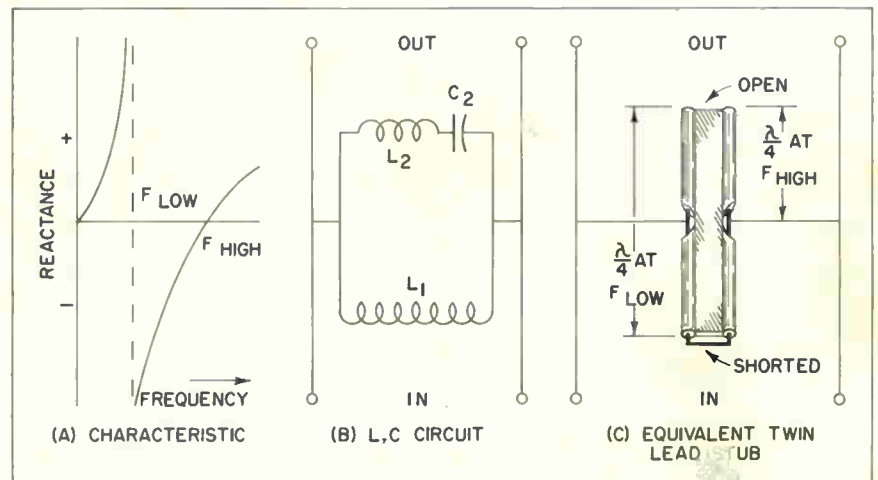 REACTANCE
+
−
F LOW
F HIGH
FREQUENCY
(A) CHARACTERISTIC
OUT
C2
L2
L1
IN
(B) L,C CIRCUIT
OUT
OPEN
λ/4 AT
F HIGH
λ/4 AT
F LOW
SHORTED
IN
(C) EQUIVALENT TWIN
LEAD STUB